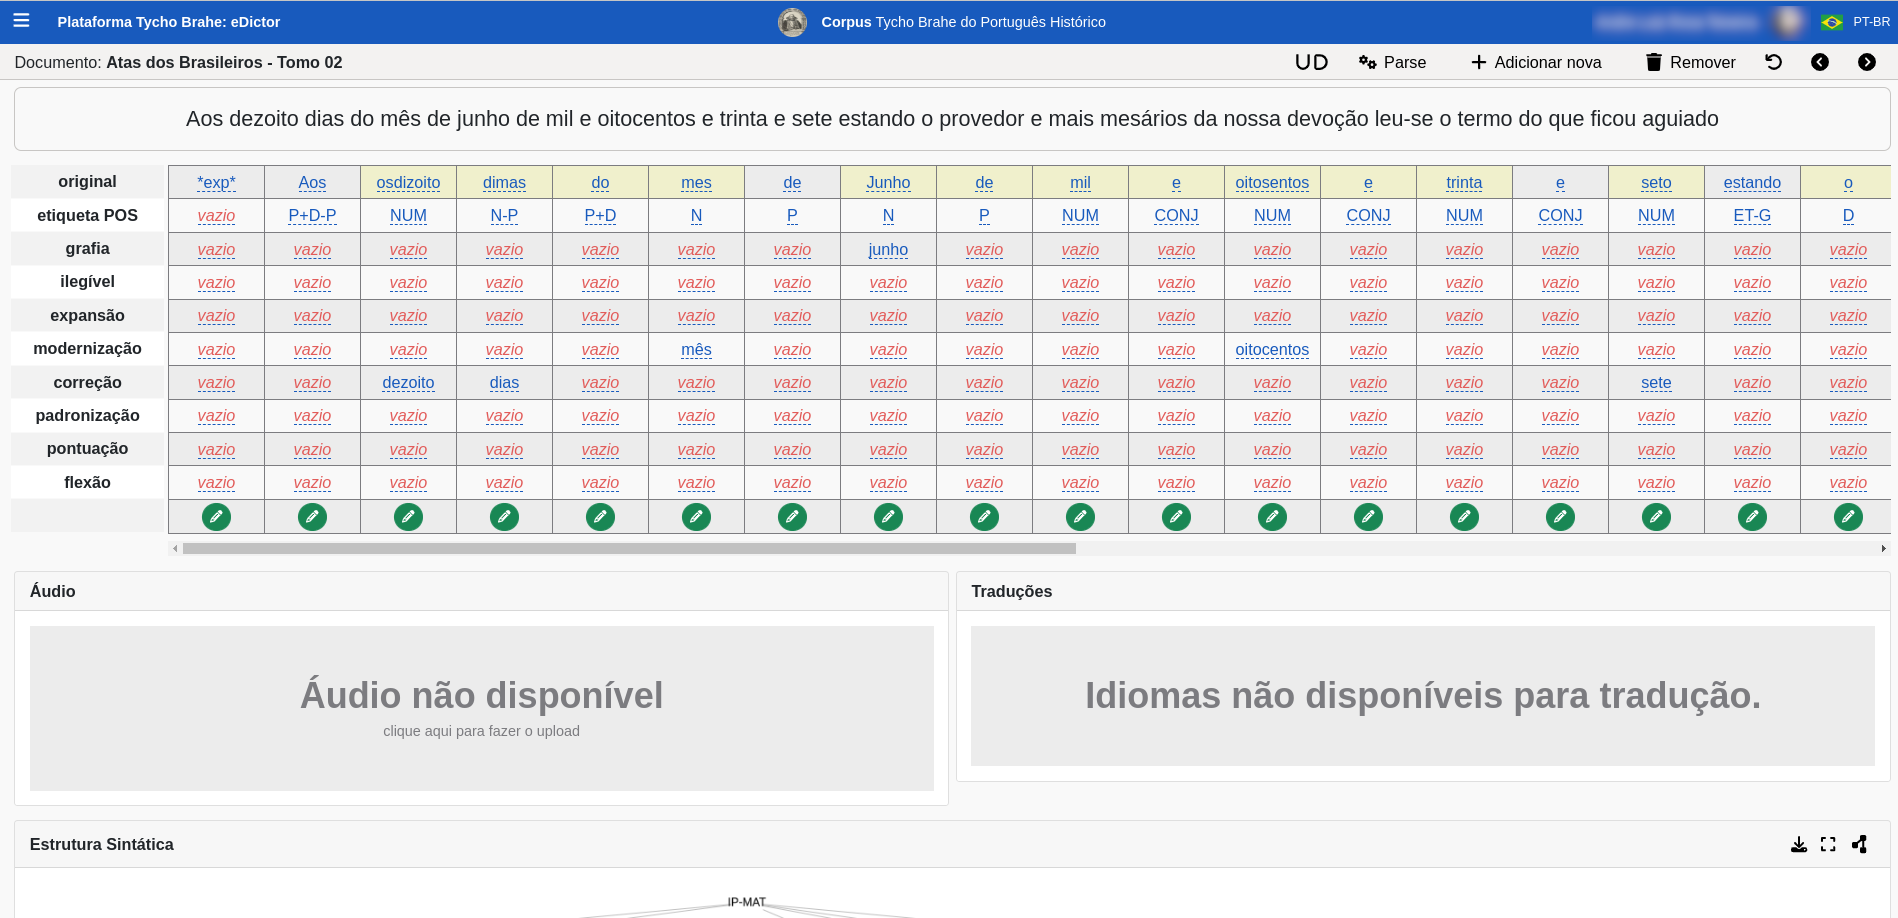 Plataforma Tycho Brahe: eDictor
Corpus Tycho Brahe do Português Histórico
PT-BR
Documento: Atas dos Brasileiros - Tomo 02
UD Parse Adicionar nova Remover
Aos dezoito dias do mês de junho de mil e oitocentos e trinta e sete estando o provedor e mais mesários da nossa devoção leu-se o termo do que ficou aguiado
original *exp* Aos osdizoito dimas do mes de Junho de mil e oitosentos e trinta e seto estando o
etiqueta POS vazio P+D-P NUM N-P P+D N P N P NUM CONJ NUM CONJ NUM CONJ NUM ET-G D
grafia vazio vazio vazio vazio vazio vazio vazio junho vazio vazio vazio vazio vazio vazio vazio vazio vazio vazio
ilegível vazio vazio vazio vazio vazio vazio vazio vazio vazio vazio vazio vazio vazio vazio vazio vazio vazio vazio
expansão vazio vazio vazio vazio vazio vazio vazio vazio vazio vazio vazio vazio vazio vazio vazio vazio vazio vazio
modernização vazio vazio vazio vazio vazio mês vazio vazio vazio vazio vazio oitocentos vazio vazio vazio vazio vazio vazio
correção vazio vazio dezoito dias vazio vazio vazio vazio vazio vazio vazio vazio vazio vazio vazio sete vazio vazio
padronização vazio vazio vazio vazio vazio vazio vazio vazio vazio vazio vazio vazio vazio vazio vazio vazio vazio vazio
pontuação vazio vazio vazio vazio vazio vazio vazio vazio vazio vazio vazio vazio vazio vazio vazio vazio vazio vazio
flexão vazio vazio vazio vazio vazio vazio vazio vazio vazio vazio vazio vazio vazio vazio vazio vazio vazio vazio
Áudio
Áudio não disponível
clique aqui para fazer o upload
Traduções
Idiomas não disponíveis para tradução.
Estrutura Sintática
IP-MAT